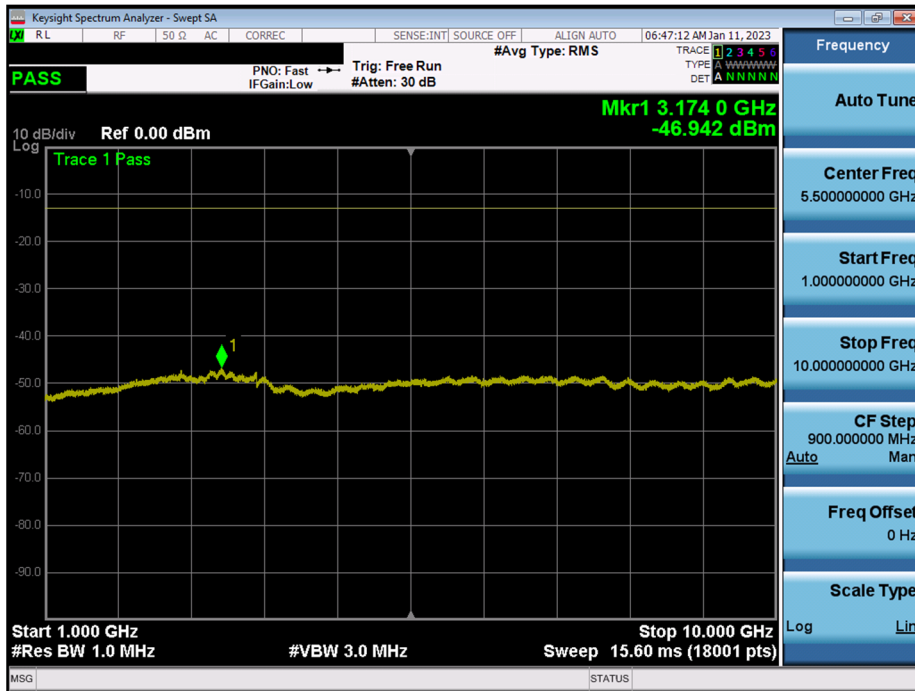 Keysight Spectrum Analyzer - Swept SA
LXI RL RF 50 Ω AC CORREC SENSE:INT SOURCE OFF ALIGN AUTO 06:47:12 AM Jan 11, 2023
PASS
PNO: Fast
IFGain:Low
Trig: Free Run
#Atten: 30 dB
#Avg Type: RMS
TRACE 1 2 3 4 5 6
TYPE A WWWWW
DET A N N N N N
Mkr1 3.174 0 GHz
-46.942 dBm
10 dB/div Ref 0.00 dBm
Log
Trace 1 Pass
-10.0
-20.0
-30.0
-40.0
1
-50.0
-60.0
-70.0
-80.0
-90.0
Start 1.000 GHz Stop 10.000 GHz
#Res BW 1.0 MHz #VBW 3.0 MHz Sweep 15.60 ms (18001 pts)
MSG STATUS
Frequency
Auto Tune
Center Freq
5.500000000 GHz
Start Freq
1.000000000 GHz
Stop Freq
10.000000000 GHz
CF Step
900.000000 MHz
Auto Man
Freq Offset
0 Hz
Scale Type
Log Lin